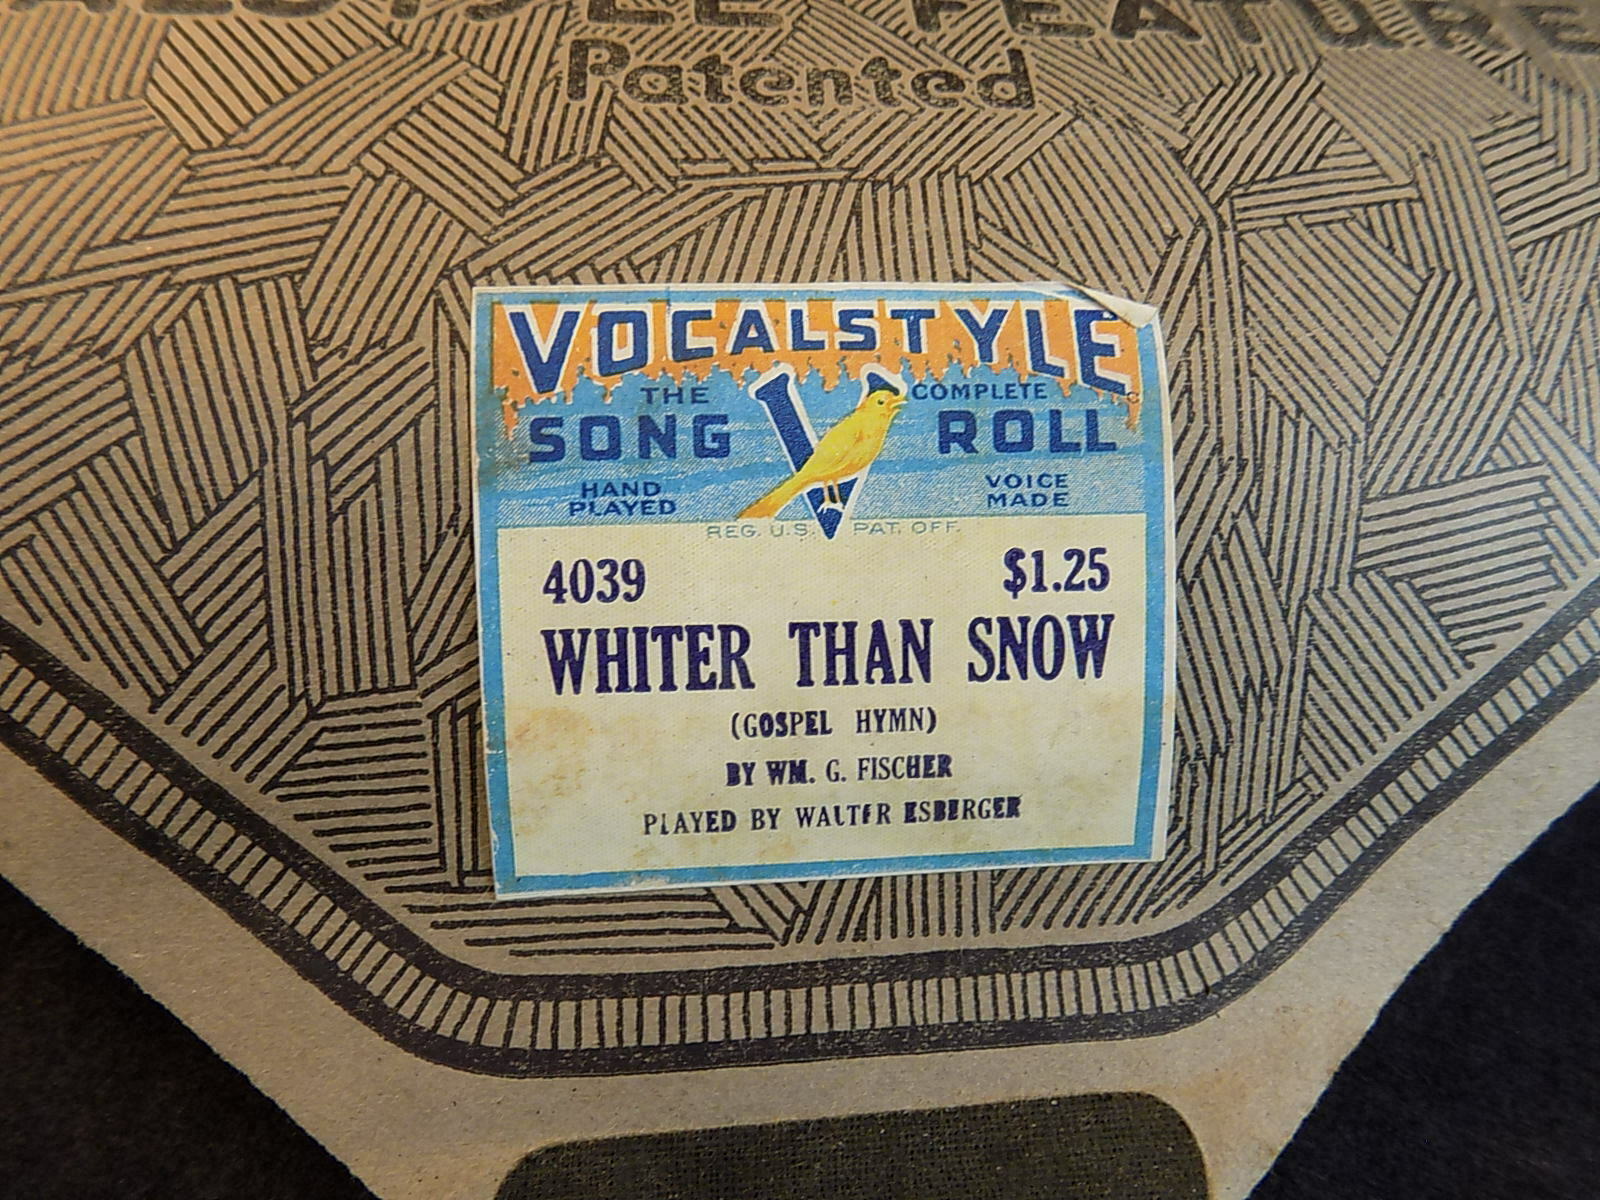 FEATURE
Patented
VOCALSTYLE
THE COMPLETE
SONG ROLL
HAND PLAYED
VOICE MADE
REG. U.S. PAT. OFF.
4039 $1.25
WHITER THAN SNOW
(GOSPEL HYMN)
BY WM. G. FISCHER
PLAYED BY WALTER ESBERGER